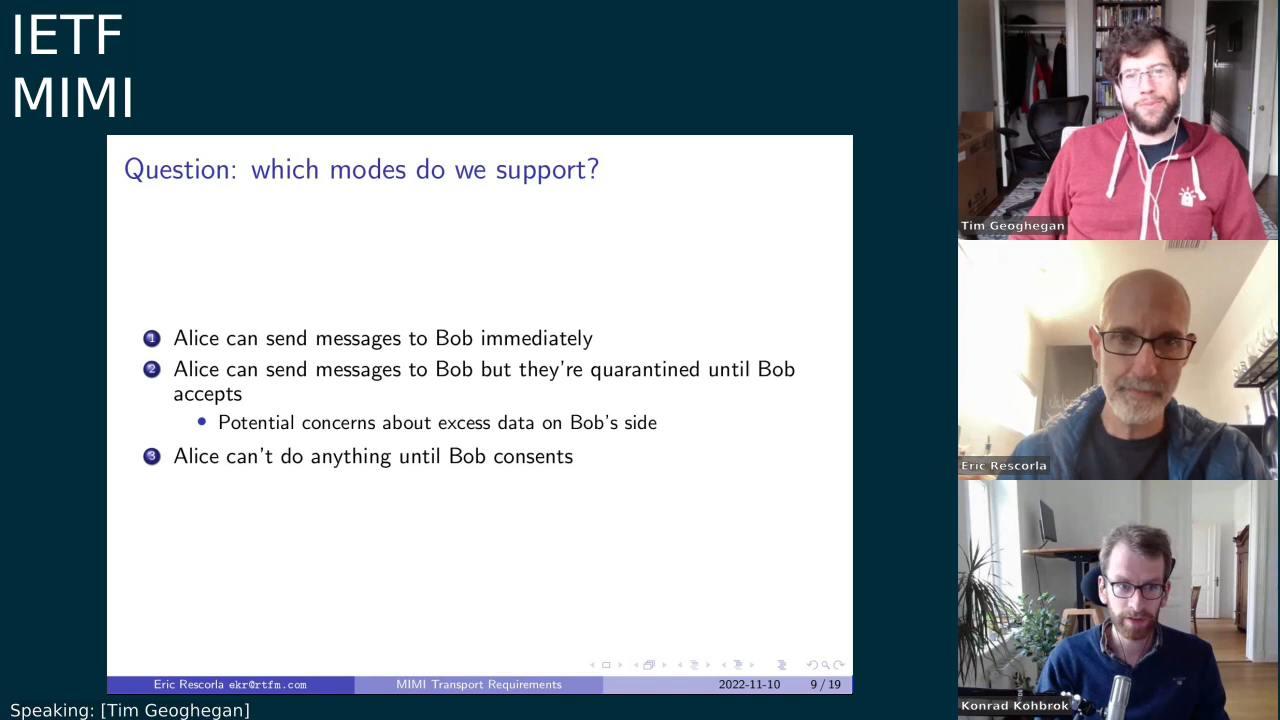 IETF
MIMI
Question: which modes do we support?
1 Alice can send messages to Bob immediately
2 Alice can send messages to Bob but they're quarantined until Bob
accepts
• Potential concerns about excess data on Bob's side
3 Alice can't do anything until Bob consents
Eric Rescorla ekr@rtfm.com MIMI Transport Requirements 2022-11-10 9 / 19
Tim Geoghegan
Eric Rescorla
Konrad Kohbrok
Speaking: [Tim Geoghegan]